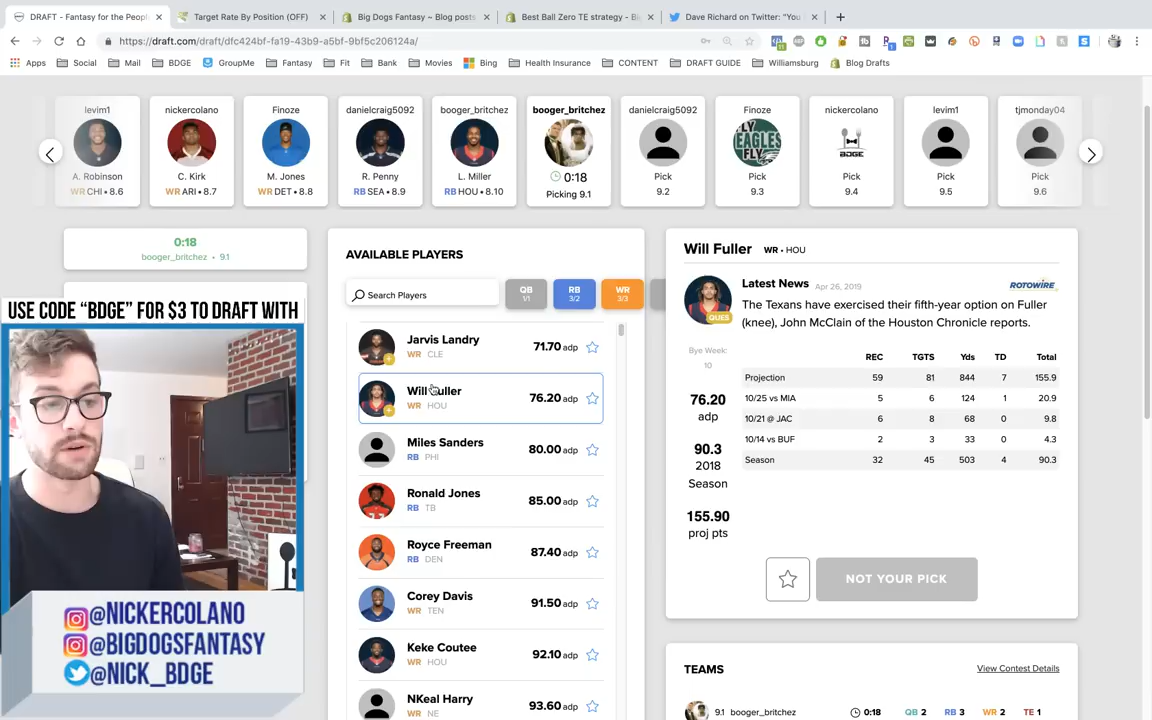 DRAFT - Fantasy for the Peopl
Target Rate By Position (OFF)
Big Dogs Fantasy ~ Blog posts
Best Ball Zero TE strategy - Big
Dave Richard on Twitter: "You
https://draft.com/draft/dfc424bf-fa19-43b9-a5bf-9bf5c206124a/
Apps Social Mail BDGE GroupMe Fantasy Fit Bank Movies Bing Health Insurance CONTENT DRAFT GUIDE Williamsburg Blog Drafts
levim1 nickercolano Finoze danielcraig5092 booger_britchez booger_britchez danielcraig5092 Finoze nickercolano levim1 tjmonday04
FLY EAGLES FLY
BDGE
A. Robinson C. Kirk M. Jones R. Penny L. Miller 0:18 Pick Pick Pick Pick Pick
WR CHI • 8.6 WR ARI • 8.7 WR DET • 8.8 RB SEA • 8.9 RB HOU • 8.10 Picking 9.1 9.2 9.3 9.4 9.5 9.6
0:18
booger_britchez • 9.1
USE CODE "BDGE" FOR $3 TO DRAFT WITH
@NICKERCOLANO
@BIGDOGSFANTASY
@NICK_BDGE
AVAILABLE PLAYERS
Search Players
QB 1/1
RB 3/2
WR 3/3
Jarvis Landry
WR CLE
71.70 adp
Will Fuller
WR HOU
76.20 adp
Miles Sanders
RB PHI
80.00 adp
Ronald Jones
RB TB
85.00 adp
Royce Freeman
RB DEN
87.40 adp
Corey Davis
WR TEN
91.50 adp
Keke Coutee
WR HOU
92.10 adp
NKeal Harry
WR NE
93.60 adp
Will Fuller WR • HOU
QUES
Latest News Apr 26, 2019
ROTOWIRE
The Texans have exercised their fifth-year option on Fuller
(knee), John McClain of the Houston Chronicle reports.
Bye Week:
10
76.20
adp
90.3
2018
Season
155.90
proj pts
REC TGTS Yds TD Total
Projection 59 81 844 7 155.9
10/25 vs MIA 5 6 124 1 20.9
10/21 @ JAC 6 8 68 0 9.8
10/14 vs BUF 2 3 33 0 4.3
Season 32 45 503 4 90.3
NOT YOUR PICK
TEAMS
View Contest Details
9.1 booger_britchez 0:18 QB 2 RB 3 WR 2 TE 1